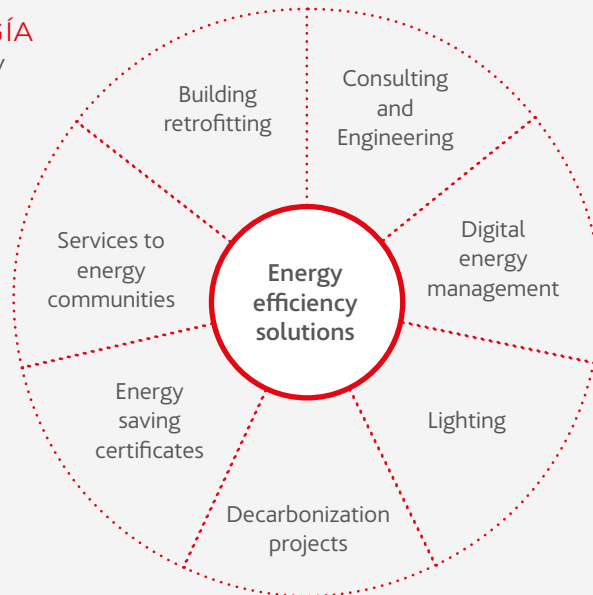 GÍA
y
Building
retrofitting
Consulting
and
Engineering
Digital
energy
management
Lighting
Decarbonization
projects
Energy
saving
certificates
Services to
energy
communities
Energy
efficiency
solutions